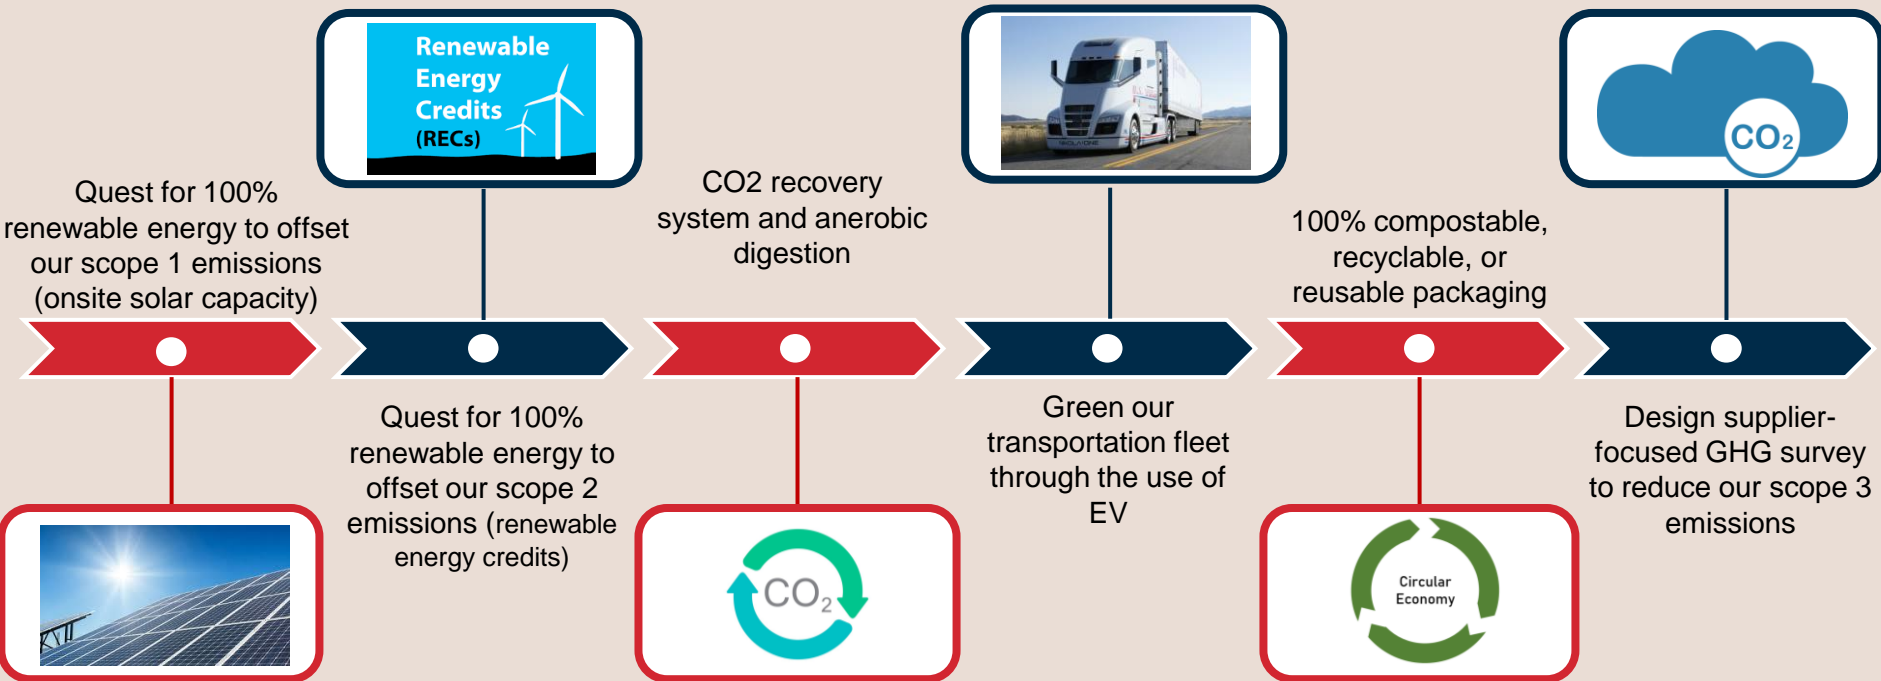 Quest for 100%
renewable energy to offset
our scope 1 emissions
(onsite solar capacity)
Renewable
Energy
Credits
(RECs)
Quest for 100%
renewable energy to
offset our scope 2
emissions (renewable
energy credits)
CO2 recovery
system and anerobic
digestion
CO₂
NIKOLA ONE
Green our
transportation fleet
through the use of
EV
100% compostable,
recyclable, or
reusable packaging
Circular
Economy
CO₂
Design supplier-
focused GHG survey
to reduce our scope 3
emissions